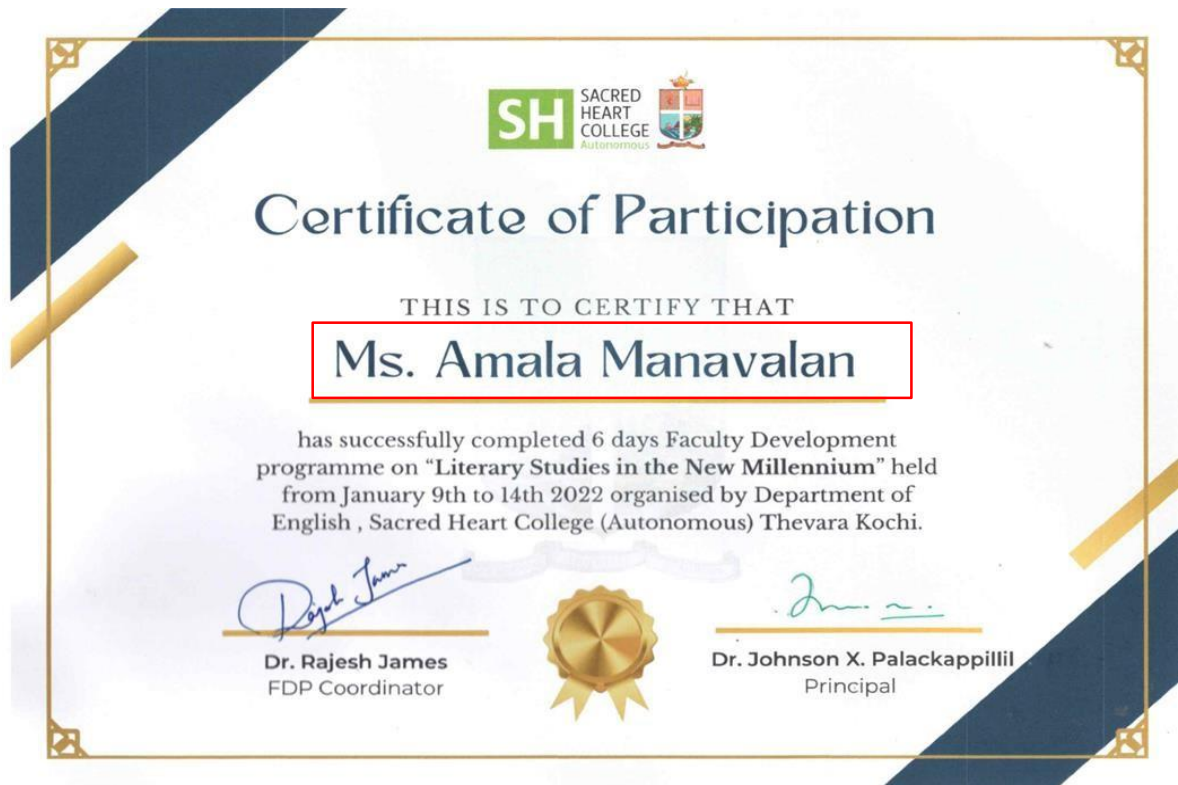 SH
SACRED
HEART
COLLEGE
Autonomous
Certificate of Participation
THIS IS TO CERTIFY THAT
Ms. Amala Manavalan
has successfully completed 6 days Faculty Development
programme on “Literary Studies in the New Millennium” held
from January 9th to 14th 2022 organised by Department of
English , Sacred Heart College (Autonomous) Thevara Kochi.
Rajesh James
Dr. Rajesh James
FDP Coordinator
Dr. Johnson X. Palackappillil
Principal